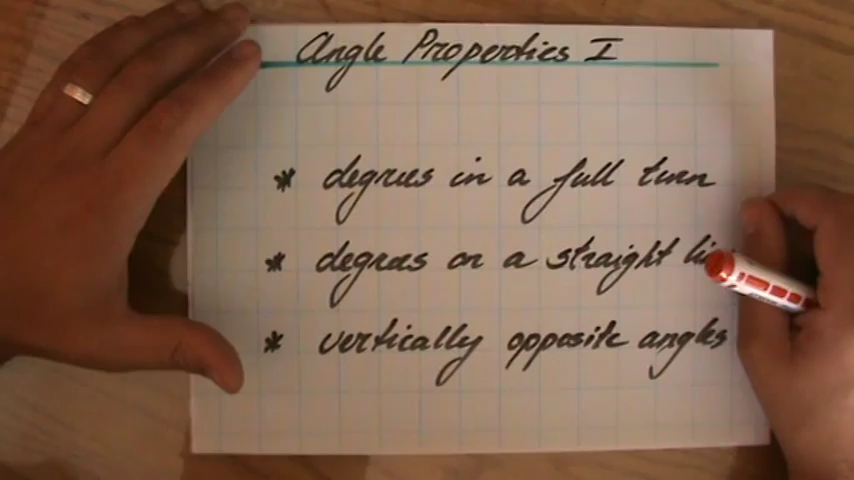 Angle Properties I
* degrees in a full turn
* degrees on a straight
* vertically opposite angles